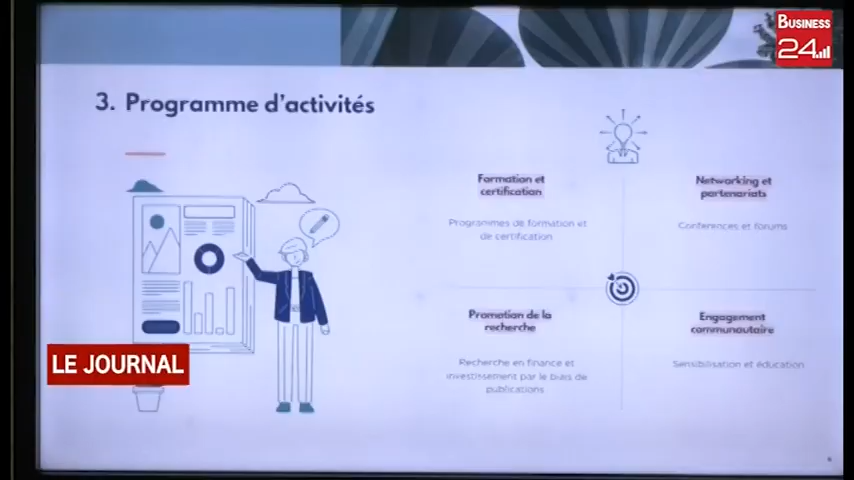 BUSINESS
24
3. Programme d'activités
Formation et
certification
Programmes de formation et
de certification
Networking et
partenariats
Conferences et forums
Promotion de la
recherche
Recherche en finance et
investissement par le biais de
publications
Engagement
communautaire
Sensibilisation et éducation
LE JOURNAL